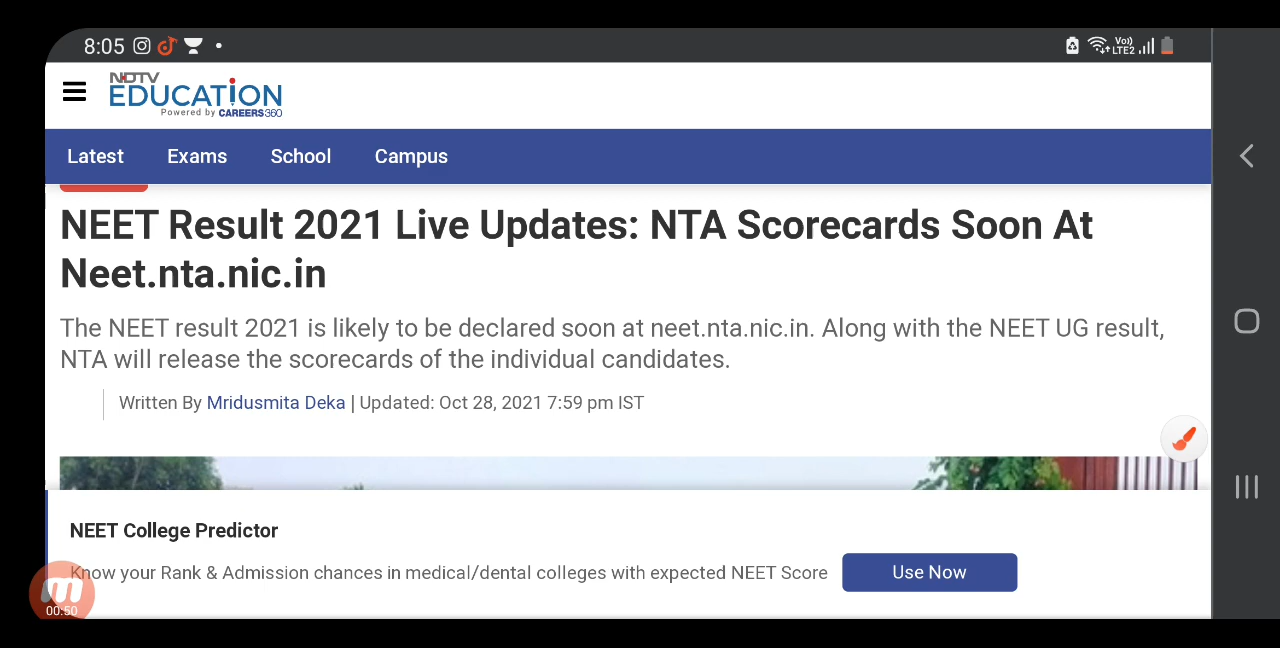 8:05
Vo)) LTE2
NDTV
EDUCATION
Powered by CAREERS360
Latest Exams School Campus
NEET Result 2021 Live Updates: NTA Scorecards Soon At
Neet.nta.nic.in
The NEET result 2021 is likely to be declared soon at neet.nta.nic.in. Along with the NEET UG result,
NTA will release the scorecards of the individual candidates.
Written By Mridusmita Deka | Updated: Oct 28, 2021 7:59 pm IST
NEET College Predictor
Know your Rank & Admission chances in medical/dental colleges with expected NEET Score
Use Now
00:50